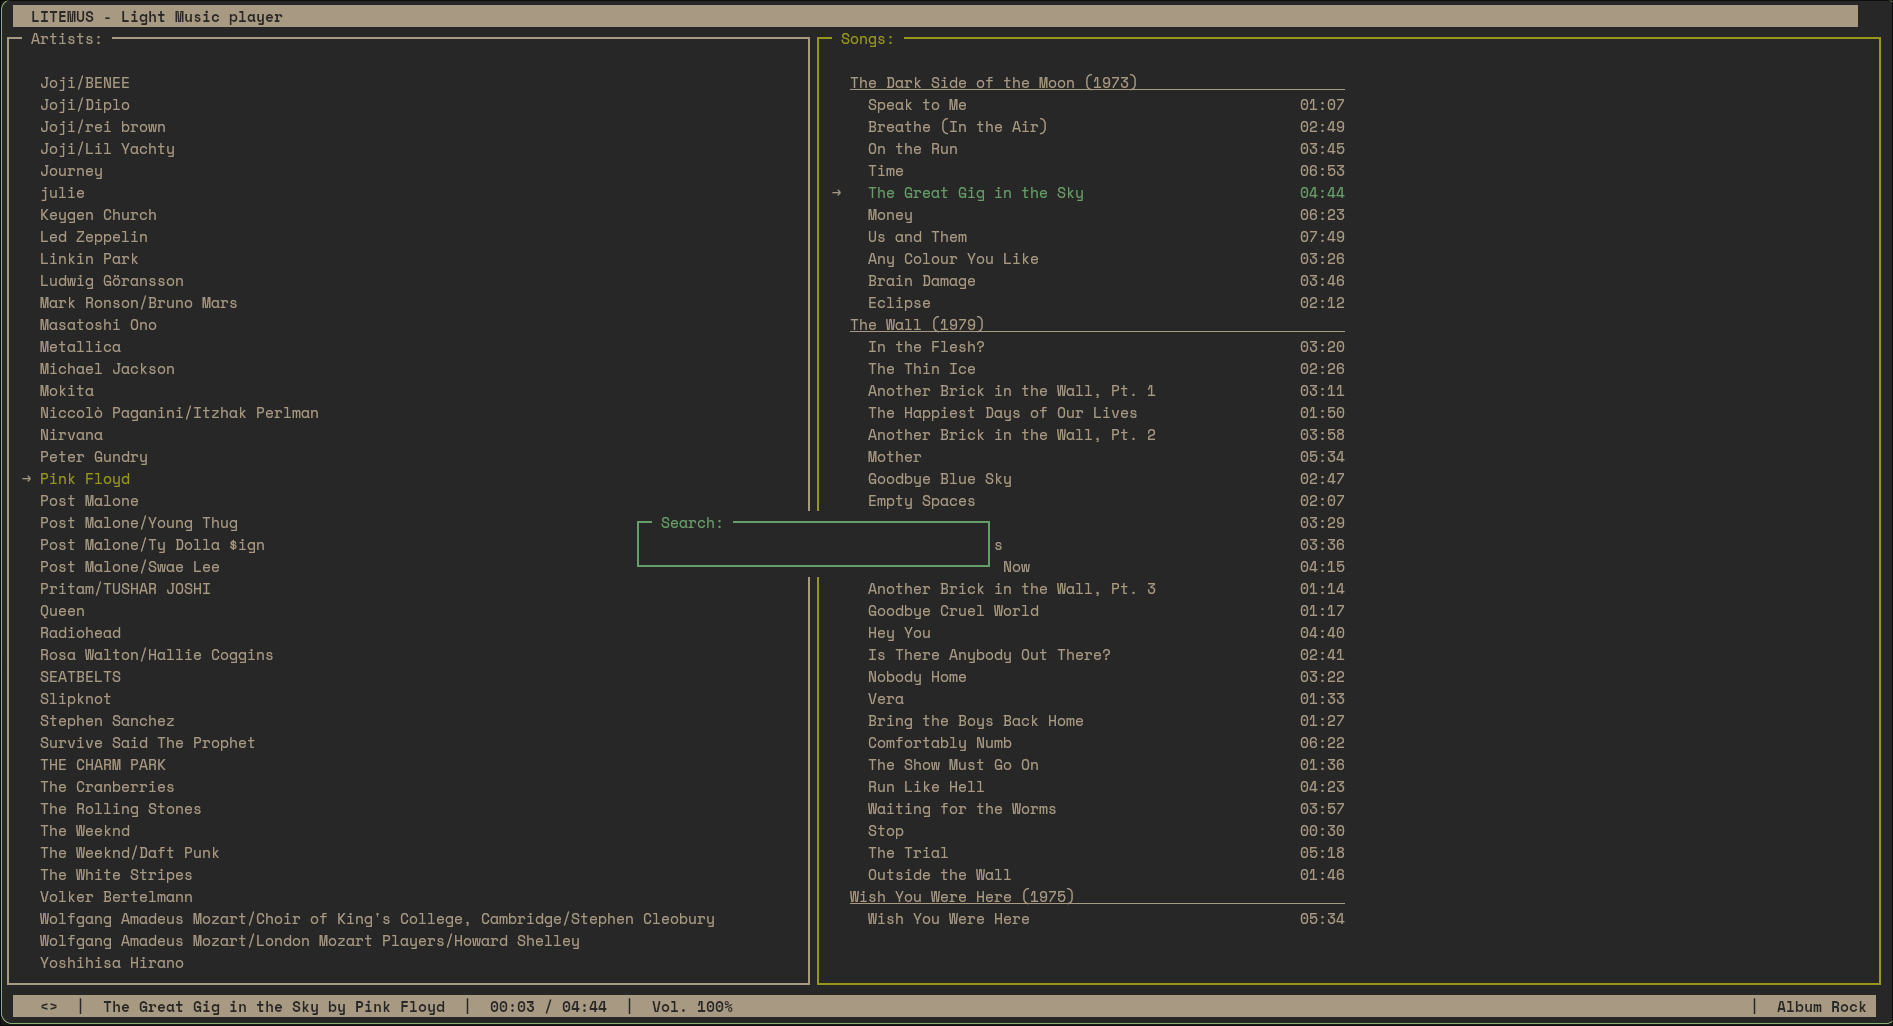 LITEMUS - Light Music player
Artists:
Joji/BENEE
Joji/Diplo
Joji/rei brown
Joji/Lil Yachty
Journey
julie
Keygen Church
Led Zeppelin
Linkin Park
Ludwig Göransson
Mark Ronson/Bruno Mars
Masatoshi Ono
Metallica
Michael Jackson
Mokita
Niccolò Paganini/Itzhak Perlman
Nirvana
Peter Gundry
→ Pink Floyd
Post Malone
Post Malone/Young Thug
Post Malone/Ty Dolla $ign
Post Malone/Swae Lee
Pritam/TUSHAR JOSHI
Queen
Radiohead
Rosa Walton/Hallie Coggins
SEATBELTS
Slipknot
Stephen Sanchez
Survive Said The Prophet
THE CHARM PARK
The Cranberries
The Rolling Stones
The Weeknd
The Weeknd/Daft Punk
The White Stripes
Volker Bertelmann
Wolfgang Amadeus Mozart/Choir of King's College, Cambridge/Stephen Cleobury
Wolfgang Amadeus Mozart/London Mozart Players/Howard Shelley
Yoshihisa Hirano
Search:
Songs:
The Dark Side of the Moon (1973)
Speak to Me 01:07
Breathe (In the Air) 02:49
On the Run 03:45
Time 06:53
→ The Great Gig in the Sky 04:44
Money 06:23
Us and Them 07:49
Any Colour You Like 03:26
Brain Damage 03:46
Eclipse 02:12
The Wall (1979)
In the Flesh? 03:20
The Thin Ice 02:26
Another Brick in the Wall, Pt. 1 03:11
The Happiest Days of Our Lives 01:50
Another Brick in the Wall, Pt. 2 03:58
Mother 05:34
Goodbye Blue Sky 02:47
Empty Spaces 02:07
03:29
s 03:36
Now 04:15
Another Brick in the Wall, Pt. 3 01:14
Goodbye Cruel World 01:17
Hey You 04:40
Is There Anybody Out There? 02:41
Nobody Home 03:22
Vera 01:33
Bring the Boys Back Home 01:27
Comfortably Numb 06:22
The Show Must Go On 01:36
Run Like Hell 04:23
Waiting for the Worms 03:57
Stop 00:30
The Trial 05:18
Outside the Wall 01:46
Wish You Were Here (1975)
Wish You Were Here 05:34
<> | The Great Gig in the Sky by Pink Floyd | 00:03 / 04:44 | Vol. 100% | Album Rock